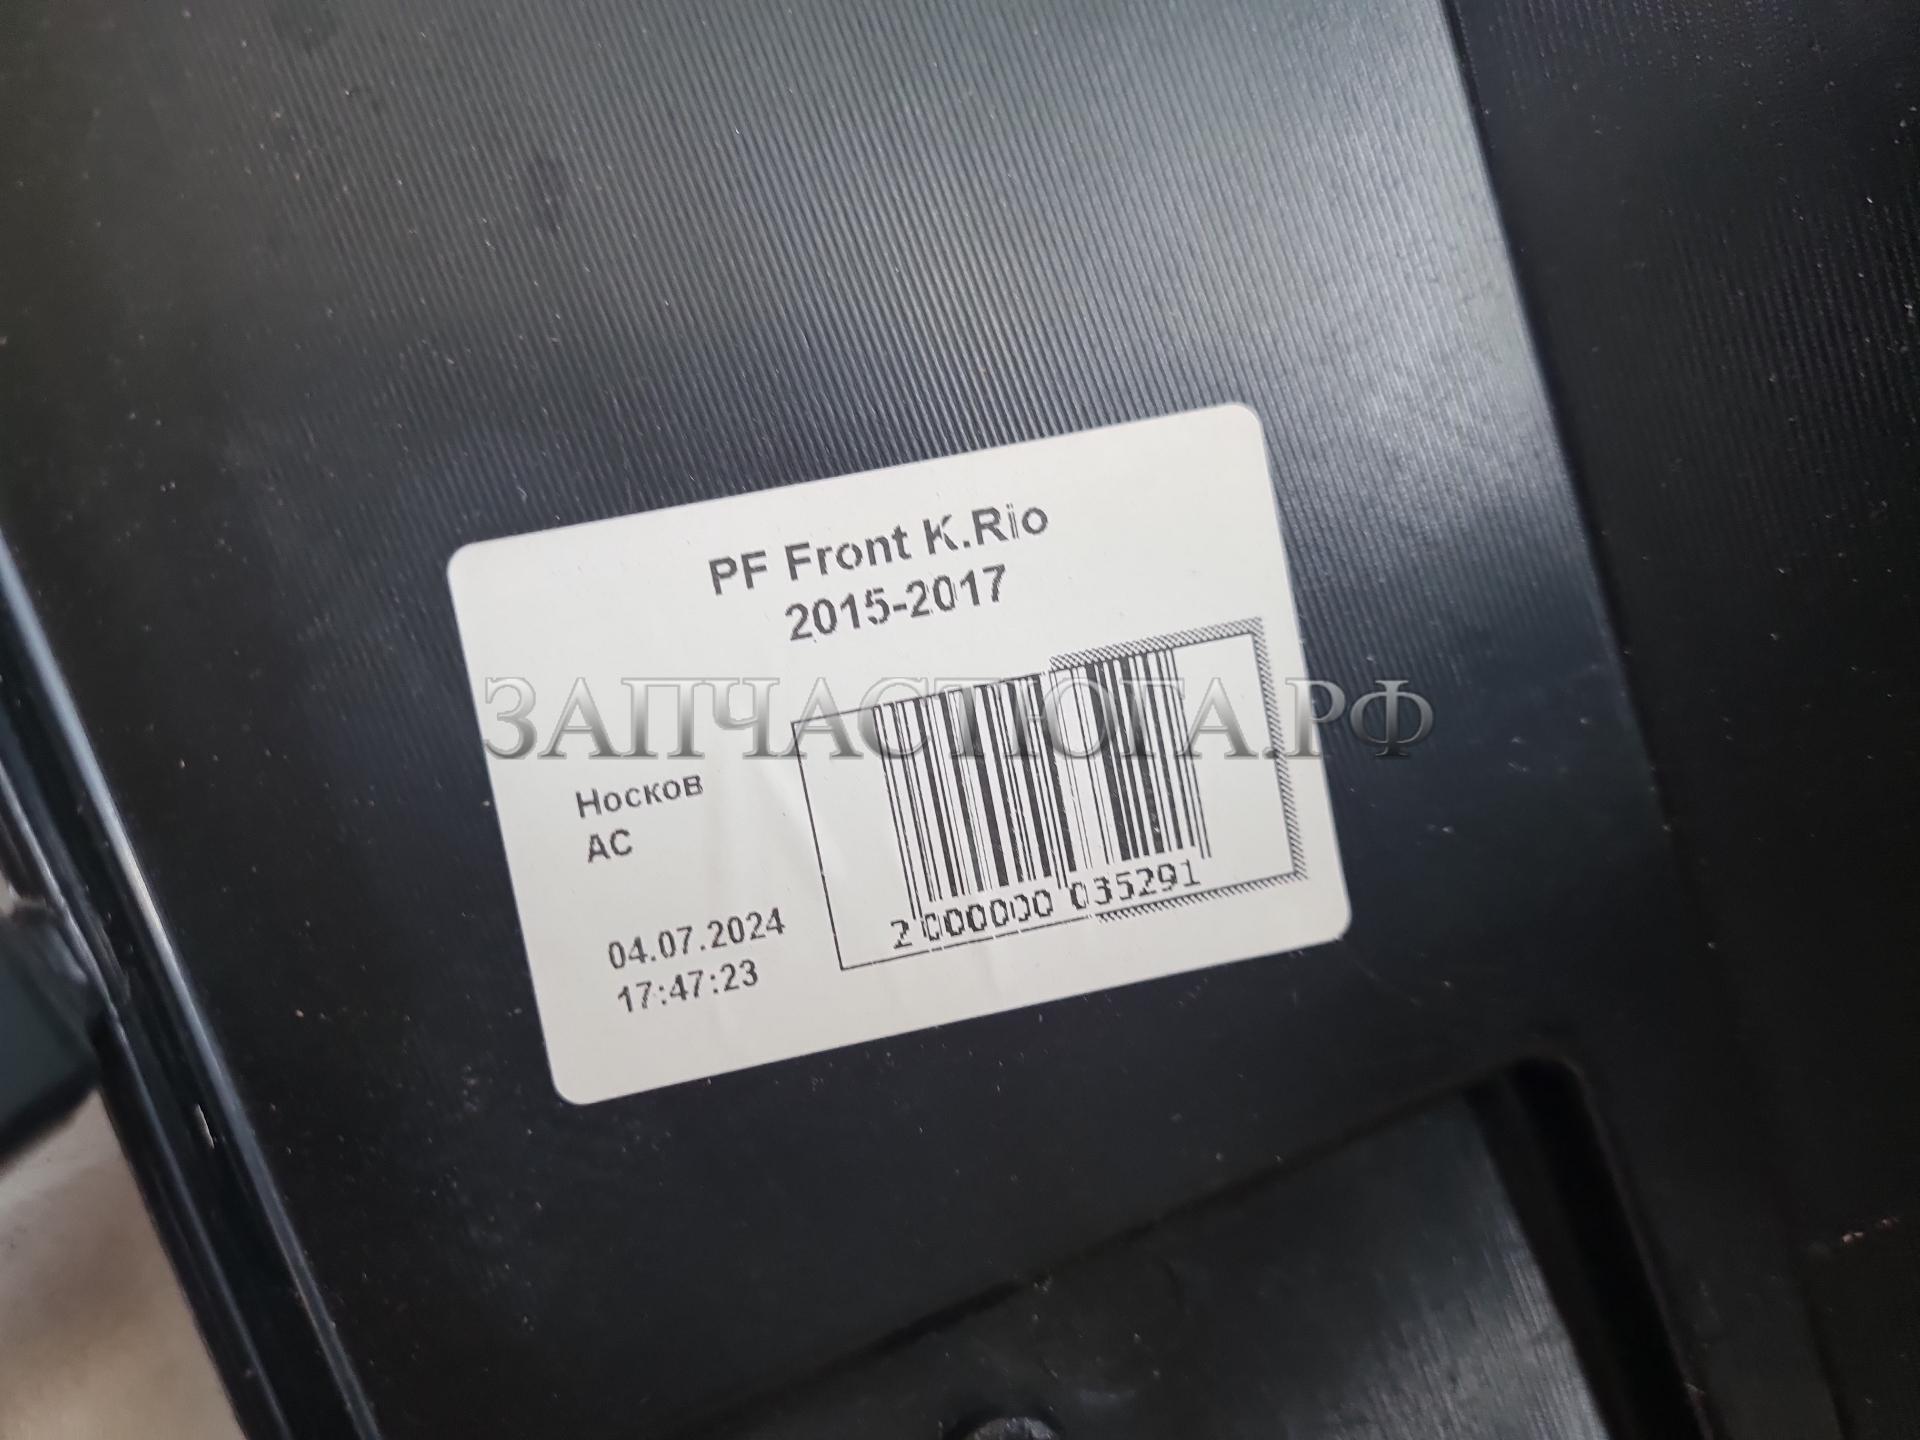 PF Front K.Rio
2015-2017
ЗАПЧАСТЮГА.РФ
Носков
АС
04.07.2024
17:47:23
2 000000 035291